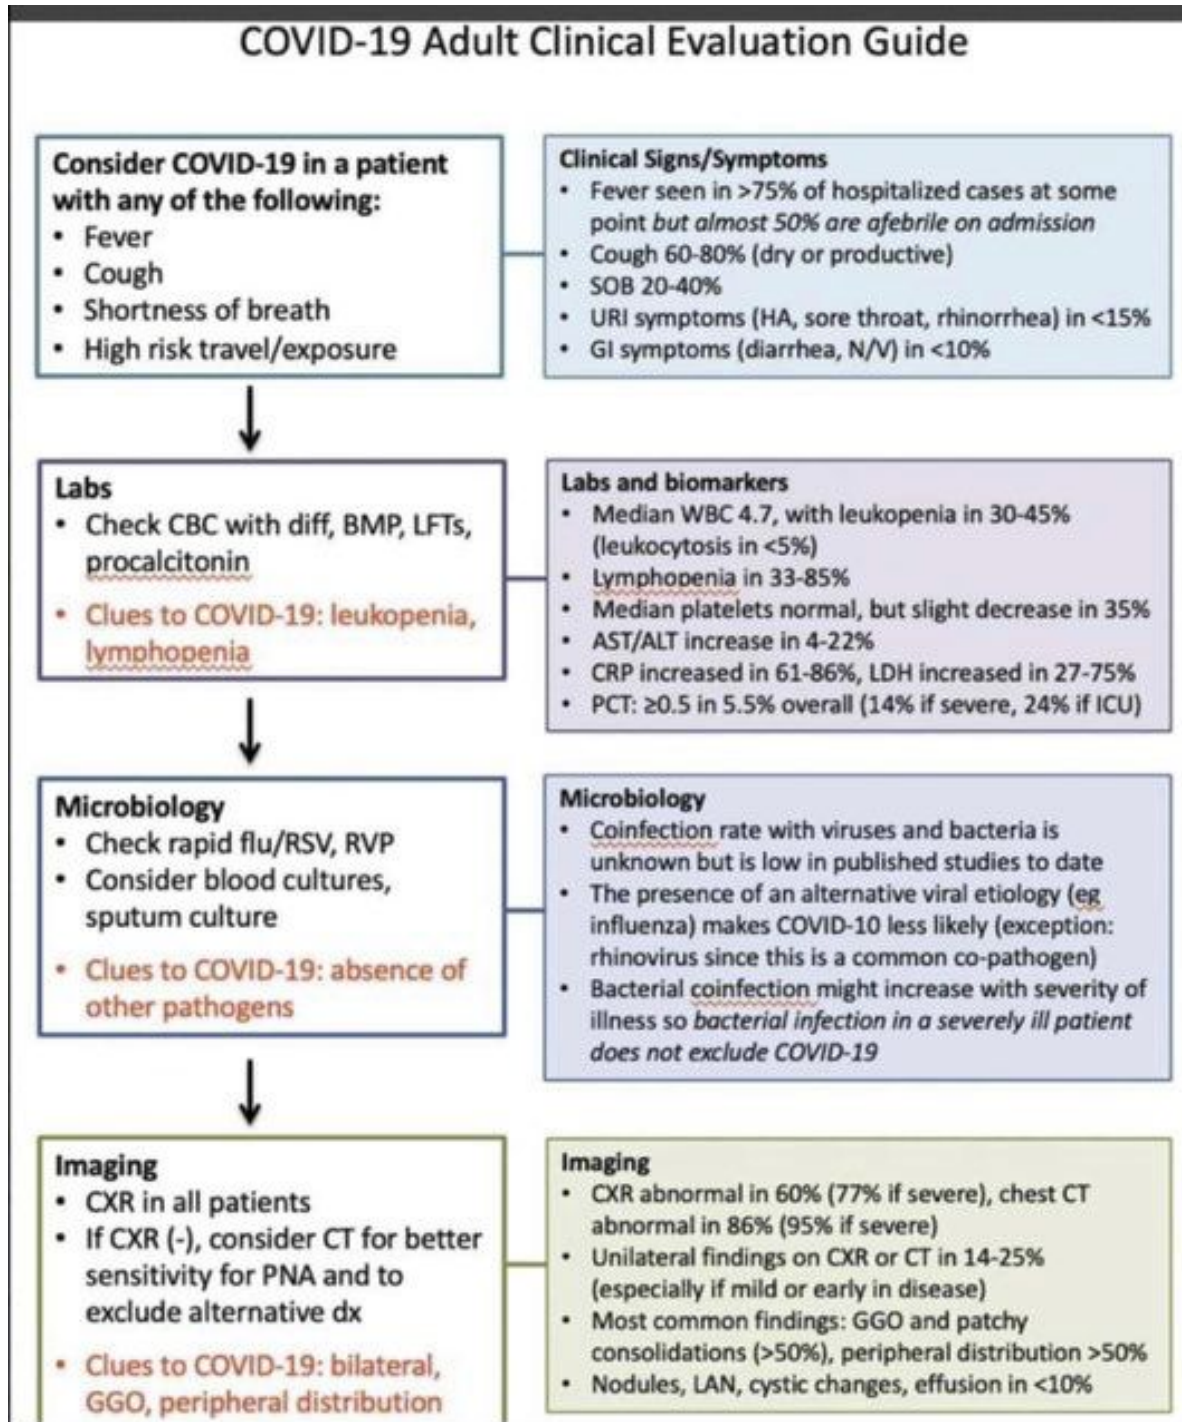 COVID-19 Adult Clinical Evaluation Guide
Consider COVID-19 in a patient
with any of the following:
• Fever
• Cough
• Shortness of breath
• High risk travel/exposure
Clinical Signs/Symptoms
• Fever seen in >75% of hospitalized cases at some
point but almost 50% are afebrile on admission
• Cough 60-80% (dry or productive)
• SOB 20-40%
• URI symptoms (HA, sore throat, rhinorrhea) in <15%
• GI symptoms (diarrhea, N/V) in <10%
Labs
• Check CBC with diff, BMP, LFTs,
procalcitonin
• Clues to COVID-19: leukopenia,
lymphopenia
Labs and biomarkers
• Median WBC 4.7, with leukopenia in 30-45%
(leukocytosis in <5%)
• Lymphopenia in 33-85%
• Median platelets normal, but slight decrease in 35%
• AST/ALT increase in 4-22%
• CRP increased in 61-86%, LDH increased in 27-75%
• PCT: ≥0.5 in 5.5% overall (14% if severe, 24% if ICU)
Microbiology
• Check rapid flu/RSV, RVP
• Consider blood cultures,
sputum culture
• Clues to COVID-19: absence of
other pathogens
Microbiology
• Coinfection rate with viruses and bacteria is
unknown but is low in published studies to date
• The presence of an alternative viral etiology (eg
influenza) makes COVID-10 less likely (exception:
rhinovirus since this is a common co-pathogen)
• Bacterial coinfection might increase with severity of
illness so bacterial infection in a severely ill patient
does not exclude COVID-19
Imaging
• CXR in all patients
• If CXR (-), consider CT for better
sensitivity for PNA and to
exclude alternative dx
• Clues to COVID-19: bilateral,
GGO, peripheral distribution
Imaging
• CXR abnormal in 60% (77% if severe), chest CT
abnormal in 86% (95% if severe)
• Unilateral findings on CXR or CT in 14-25%
(especially if mild or early in disease)
• Most common findings: GGO and patchy
consolidations (>50%), peripheral distribution >50%
• Nodules, LAN, cystic changes, effusion in <10%